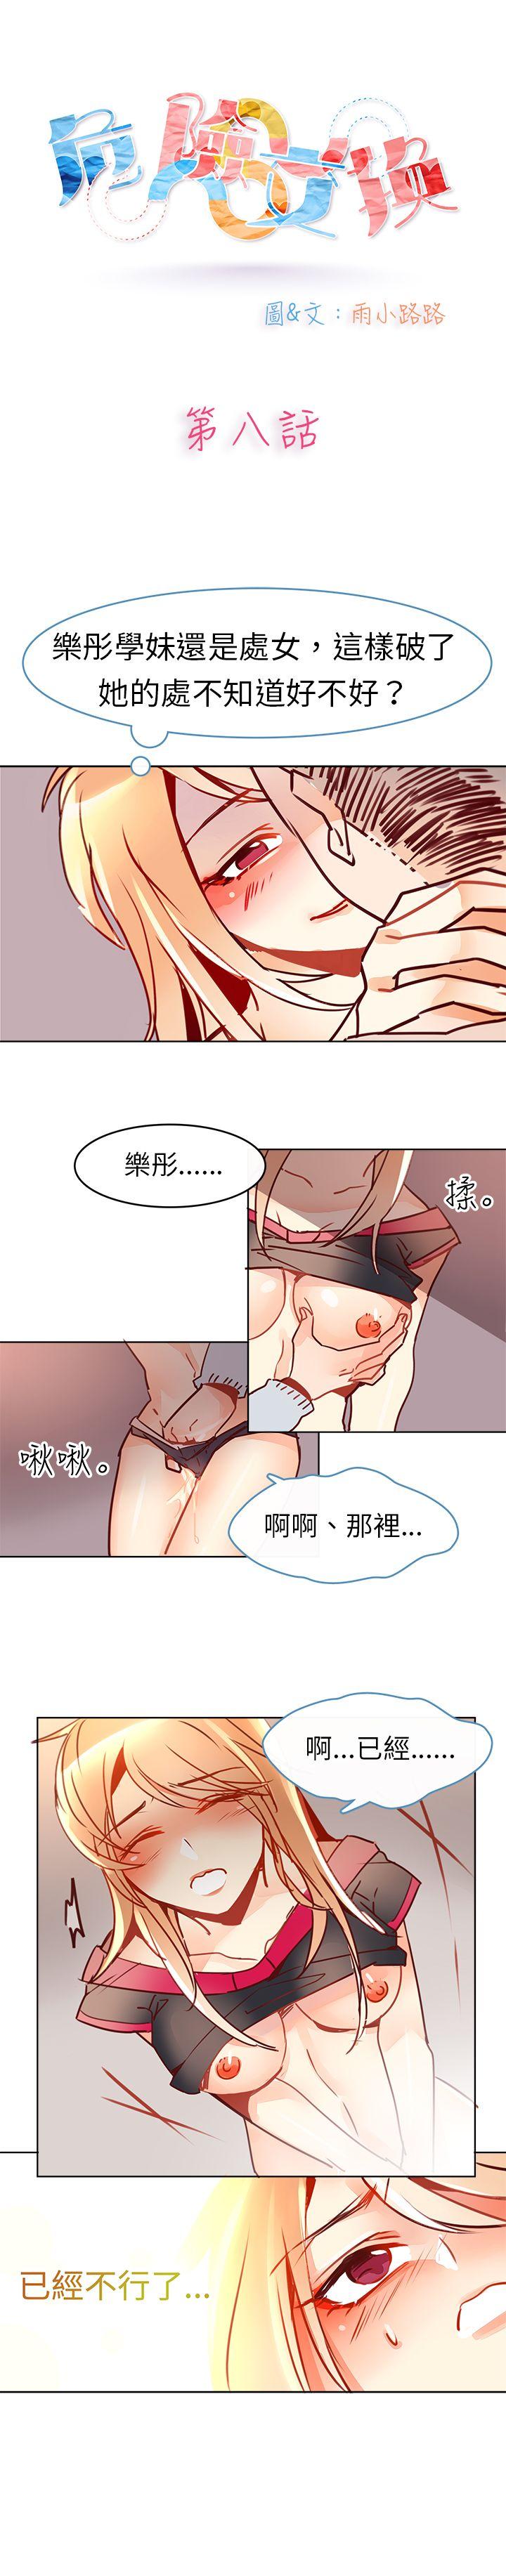 危險交換
圖&文：雨小路路
第八話
樂彤學妹還是處女，這樣破了
她的處不知道好不好？
樂彤......
揉。
啾啾。
啊啊、那裡...
啊...已經......
已經不行了...